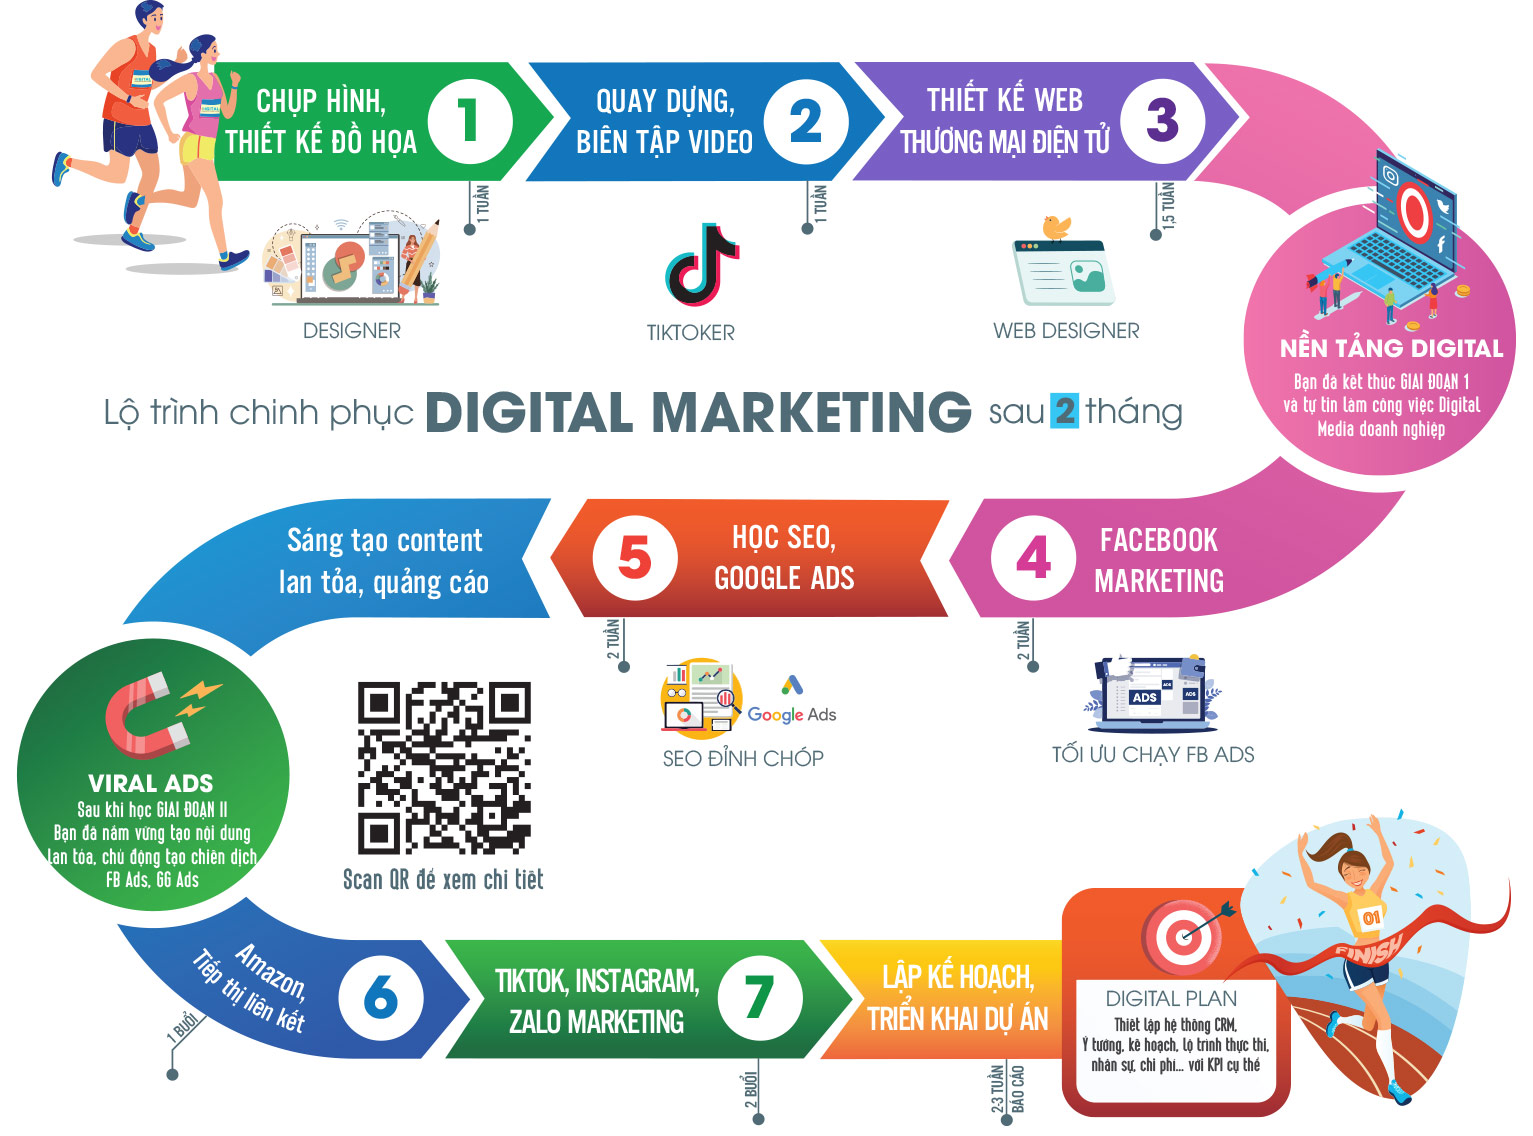 CHỤP HÌNH,
THIẾT KẾ ĐỒ HỌA
1
1 TUẦN
DESIGNER
QUAY DỰNG,
BIÊN TẬP VIDEO
2
1 TUẦN
TIKTOKER
THIẾT KẾ WEB
THƯƠNG MẠI ĐIỆN TỬ
3
1,5 TUẦN
WEB DESIGNER
NỀN TẢNG DIGITAL
Bạn đã kết thúc GIAI ĐOẠN 1
và tự tin làm công việc Digital
Media doanh nghiệp
Lộ trình chinh phục DIGITAL MARKETING sau 2 tháng
4
FACEBOOK
MARKETING
2 TUẦN
ADS
ADS
ADS
TỐI ƯU CHẠY FB ADS
5
HỌC SEO,
GOOGLE ADS
2 TUẦN
Google Ads
SEO ĐỈNH CHÓP
Sáng tạo content
lan tỏa, quảng cáo
VIRAL ADS
Sau khi học GIAI ĐOẠN II
Bạn đã nắm vững tạo nội dung
lan tỏa, chủ động tạo chiến dịch
FB Ads, GG Ads
Scan QR để xem chi tiết
Amazon,
Tiếp thị liên kết
6
1 BUỔI
TIKTOK, INSTAGRAM,
ZALO MARKETING
7
2 BUỔI
LẬP KẾ HOẠCH,
TRIỂN KHAI DỰ ÁN
2-3 TUẦN
BÁO CÁO
DIGITAL PLAN
Thiết lập hệ thông CRM,
Ý tưởng, kế hoạch, lộ trình thực thi,
nhân sự, chi phí... với KPI cụ thể
01
FINISH